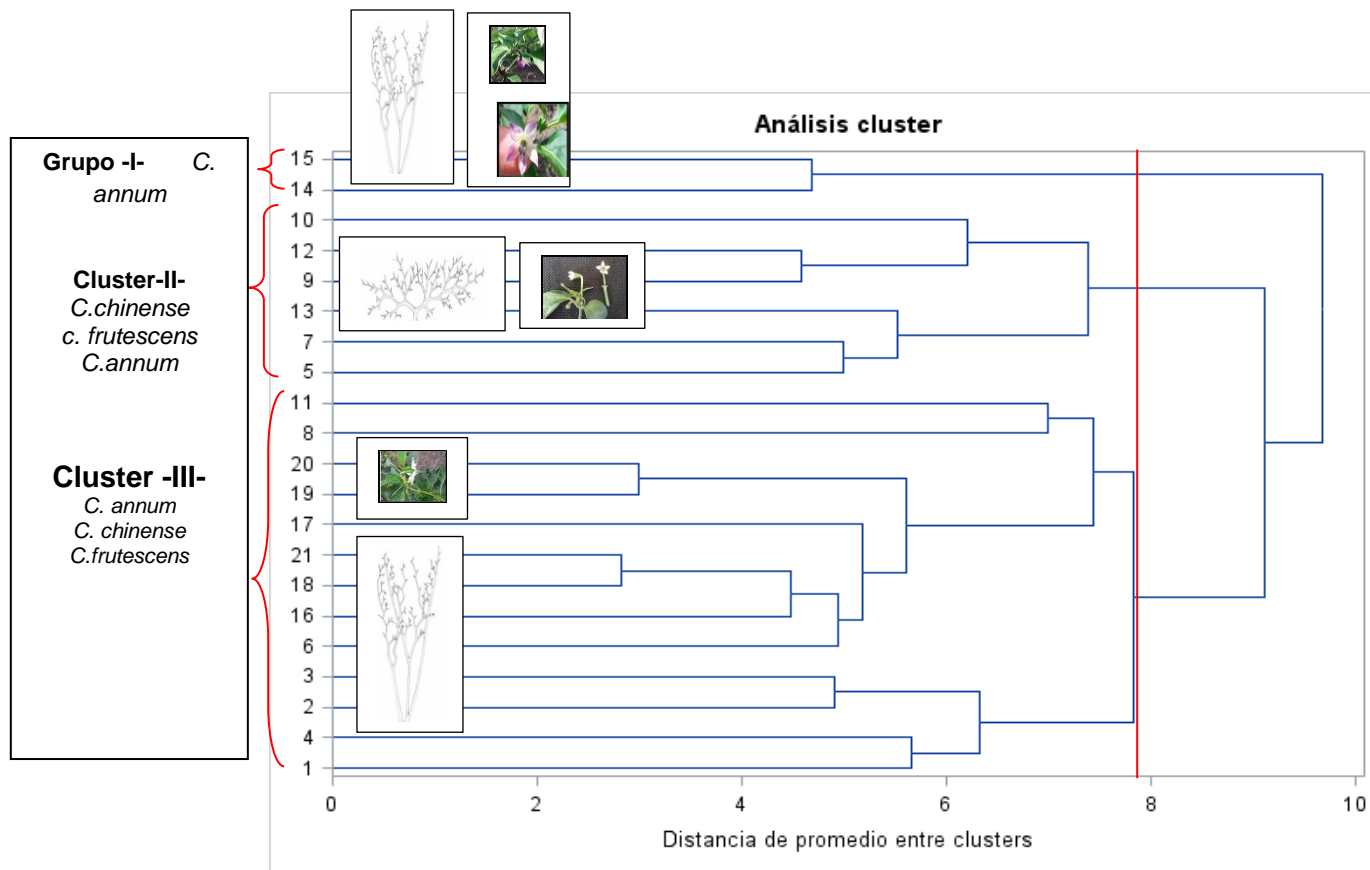 Análisis cluster
Grupo -I- C.
annum
Cluster-II-
C.chinense
c. frutescens
C.annum
Cluster -III-
C. annum
C. chinense
C.frutescens
15
14
10
12
9
13
7
5
11
8
20
19
17
21
18
16
6
3
2
4
1
0 2 4 6 8 10
Distancia de promedio entre clusters